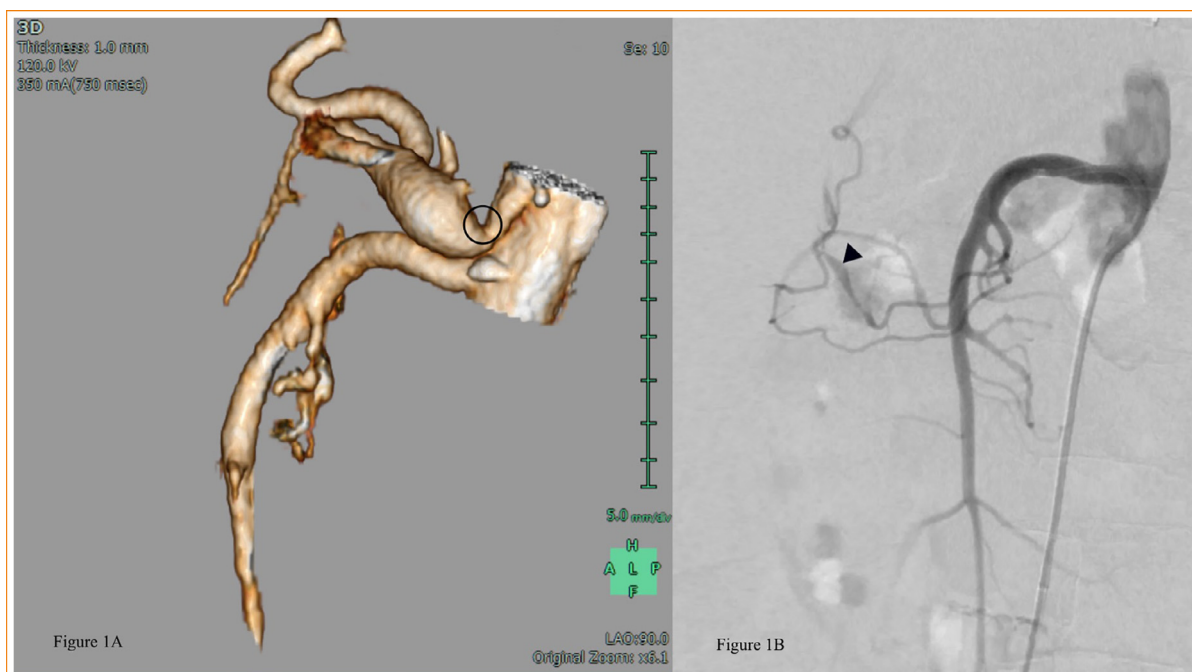 3D
Thickness: 1.0 mm
120.0 kV
350 mA(750 msec)
Se: 10
5.0 mm/div
H
A L P
F
LAO:90.0
Original Zoom: x6.1
Figure 1A
Figure 1B